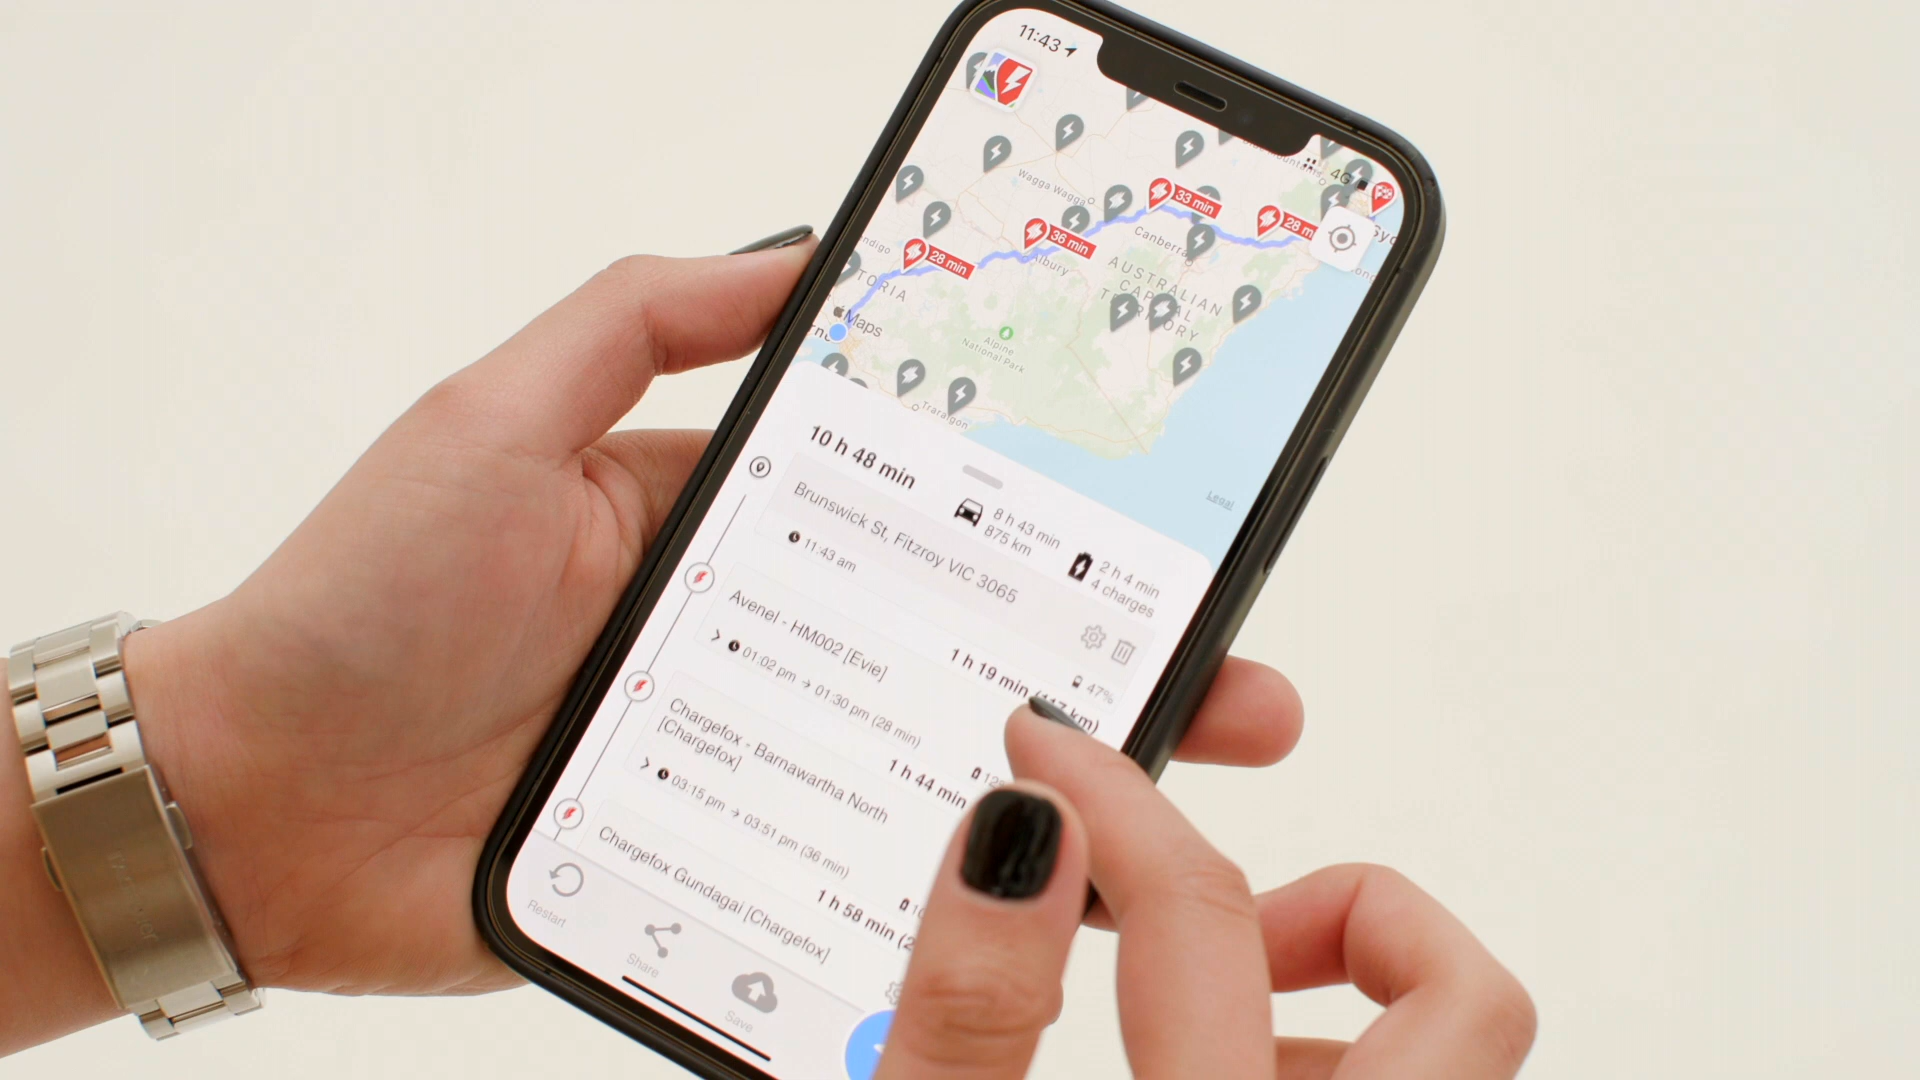 11:43
4G
Wagga Wagga
33 min
28 m
Canberra
36 min
Albury
28 min
AUSTRALIAN
CAPITAL
TERRITORY
Maps
Alpine
National Park
Traralgon
Legal
10 h 48 min
8 h 43 min
875 km
2 h 4 min
4 charges
Brunswick St, Fitzroy VIC 3065
11:43 am
47%
1 h 19 min (117 km)
Avenel - HM002 [Evie]
01:02 pm → 01:30 pm (28 min)
1 h 44 min
Chargefox - Barnawartha North
[Chargefox]
03:15 pm → 03:51 pm (36 min)
1 h 58 min (2
Chargefox Gundagai [Chargefox]
Restart
Share
Save